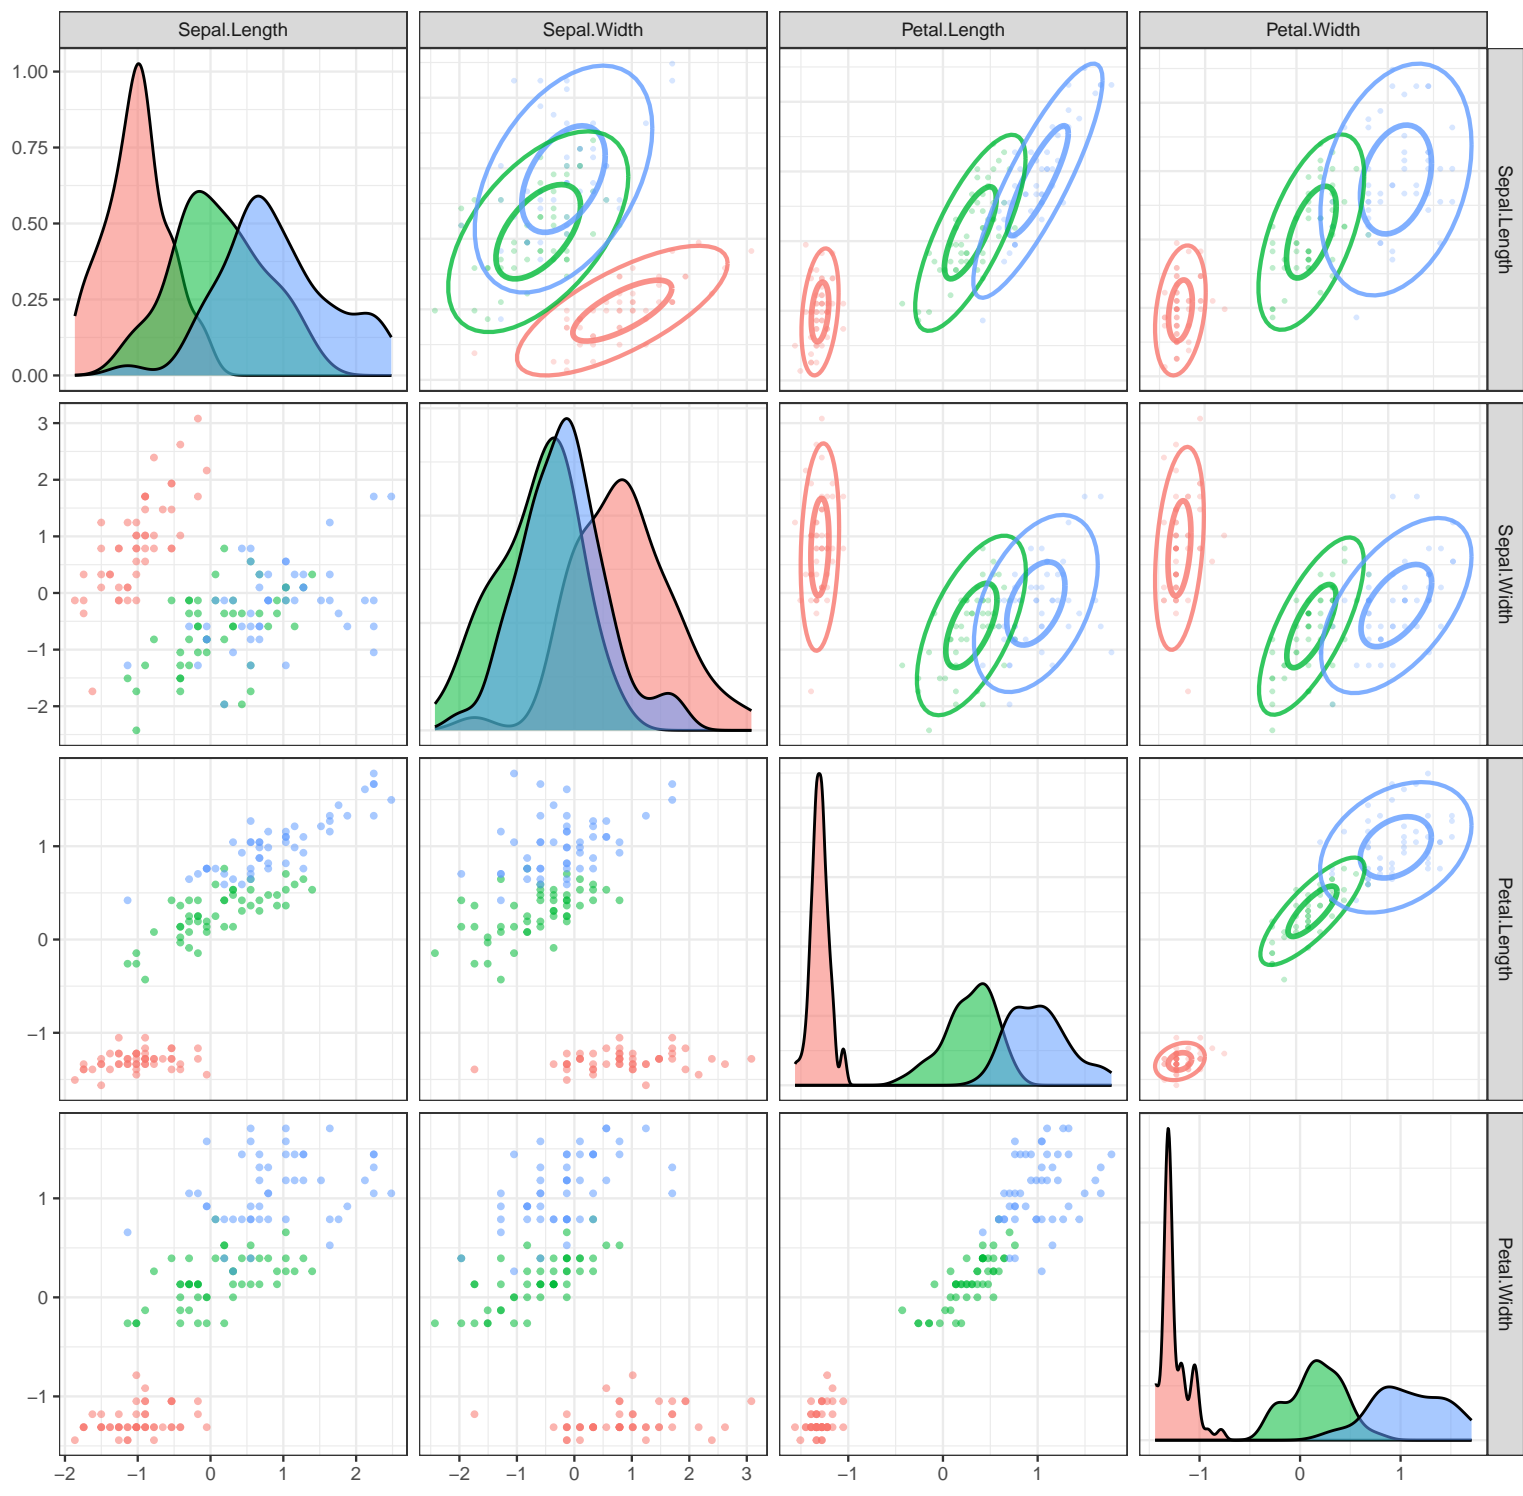 Sepal.Length Sepal.Width Petal.Length Petal.Width
1.00
0.75
0.50
0.25
0.00
Sepal.Length
3
2
1
0
−1
−2
Sepal.Width
1
0
−1
Petal.Length
1
0
−1
Petal.Width
−2 −1 0 1 2 −2 −1 0 1 2 3 −1 0 1 −1 0 1